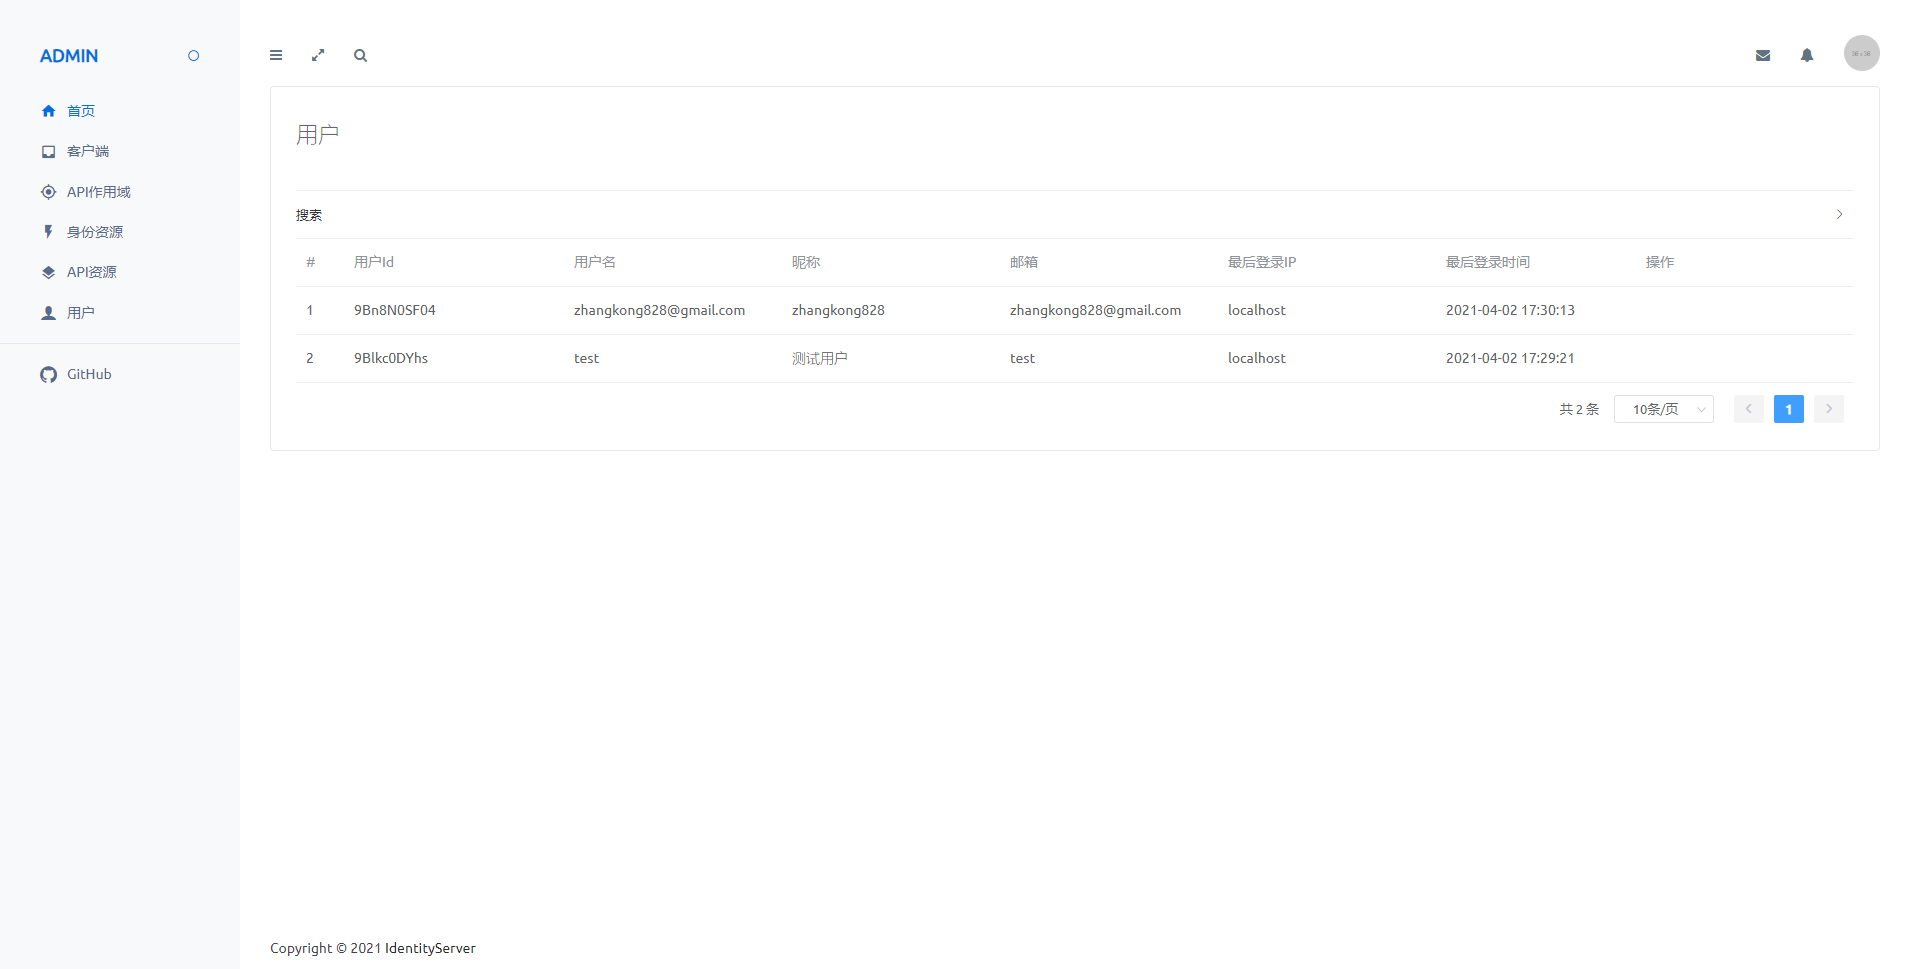 ADMIN
首页
客户端
API作用域
身份资源
API资源
用户
GitHub
用户
搜索
# 用户Id 用户名 昵称 邮箱 最后登录IP 最后登录时间 操作
1 9Bn8N0SF04 zhangkong828@gmail.com zhangkong828 zhangkong828@gmail.com localhost 2021-04-02 17:30:13
2 9Blkc0DYhs test 测试用户 test localhost 2021-04-02 17:29:21
共 2 条 10条/页 1
Copyright © 2021 IdentityServer